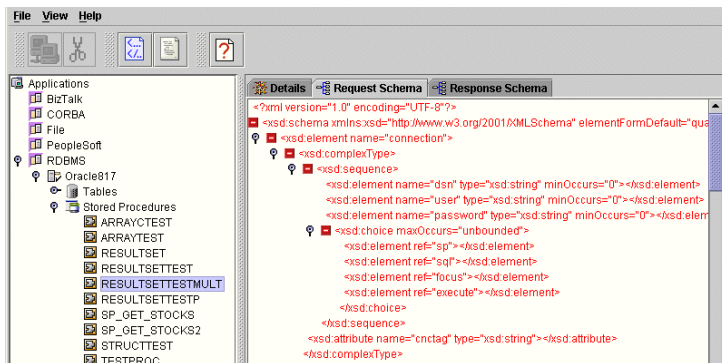 File View Help
Applications
BizTalk
CORBA
File
PeopleSoft
RDBMS
Oracle817
Tables
Stored Procedures
ARRAYCTEST
ARRAYTEST
RESULTSET
RESULTSETTEST
RESULTSETTESTMULT
RESULTSETTESTP
SP_GET_STOCKS
SP_GET_STOCKS2
STRUCTTEST
TESTPROC
Details Request Schema Response Schema
<?xml version="1.0" encoding="UTF-8"?>
<xsd:schema xmlns:xsd="http://www.w3.org/2001/XMLSchema" elementFormDefault="qua
<xsd:element name="connection">
<xsd:complexType>
<xsd:sequence>
<xsd:element name="dsn" type="xsd:string" minOccurs="0"></xsd:element>
<xsd:element name="user" type="xsd:string" minOccurs="0"></xsd:element>
<xsd:element name="password" type="xsd:string" minOccurs="0"></xsd:elem
<xsd:choice maxOccurs="unbounded">
<xsd:element ref="sp"></xsd:element>
<xsd:element ref="sql"></xsd:element>
<xsd:element ref="focus"></xsd:element>
<xsd:element ref="execute"></xsd:element>
</xsd:choice>
</xsd:sequence>
<xsd:attribute name="cnctag" type="xsd:string"></xsd:attribute>
</xsd:complexType>